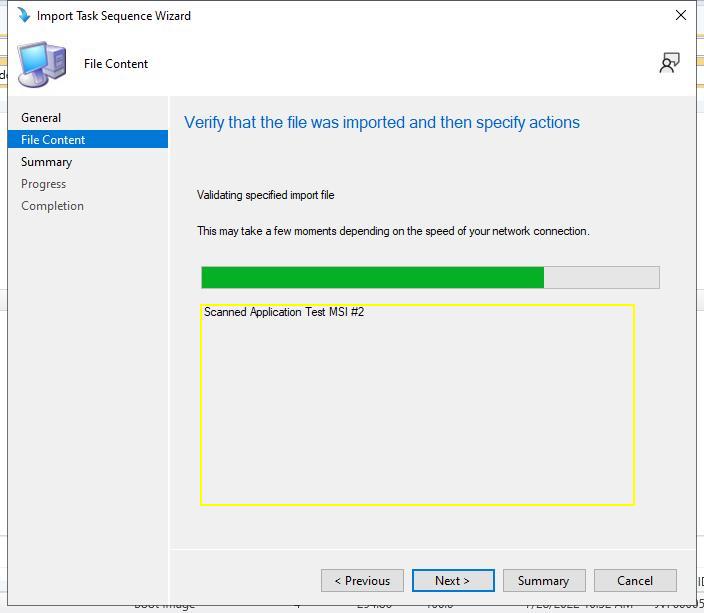 Import Task Sequence Wizard
File Content
General
File Content
Summary
Progress
Completion
Verify that the file was imported and then specify actions
Validating specified import file
This may take a few moments depending on the speed of your network connection.
Scanned Application Test MSI #2
< Previous
Next >
Summary
Cancel